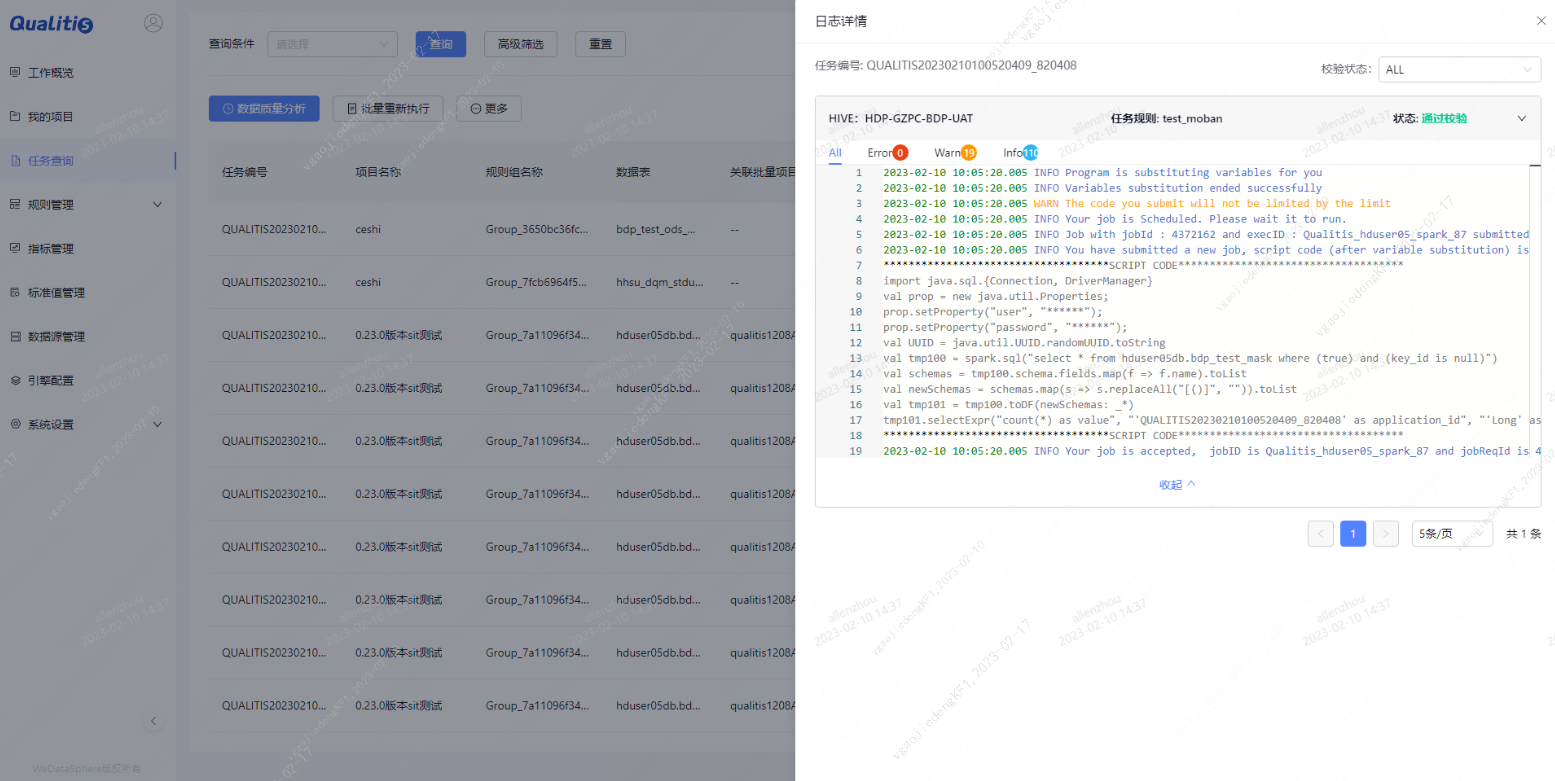 Qualitis
工作概览
我的项目
任务查询
规则管理
指标管理
标准值管理
数据源管理
引擎配置
系统设置
WeDataSphere版权所有
查询条件 请选择 查询 高级筛选 重置
数据质量分析 批量重新执行 更多
任务编号 项目名称 规则组名称 数据表 关联批量项目
QUALITIS20230210... ceshi Group_3650bc36fc... bdp_test_ods_... --
QUALITIS20230210... ceshi Group_7fcb6964f5... hhsu_dqm_stdu... --
QUALITIS20230210... 0.23.0版本sit测试 Group_7a11096f34... hduser05db.bd... qualitis1208A
QUALITIS20230210... 0.23.0版本sit测试 Group_7a11096f34... hduser05db.bd... qualitis1208A
QUALITIS20230210... 0.23.0版本sit测试 Group_7a11096f34... hduser05db.bd... qualitis1208A
QUALITIS20230210... 0.23.0版本sit测试 Group_7a11096f34... hduser05db.bd... qualitis1208A
QUALITIS20230210... 0.23.0版本sit测试 Group_7a11096f34... hduser05db.bd... qualitis1208A
QUALITIS20230210... 0.23.0版本sit测试 Group_7a11096f34... hduser05db.bd... qualitis1208A
QUALITIS20230210... 0.23.0版本sit测试 Group_7a11096f34... hduser05db.bd... qualitis1208A
QUALITIS20230210... 0.23.0版本sit测试 Group_7a11096f34... hduser05db.bd... qualitis1208A
日志详情
任务编号: QUALITIS20230210100520409_820408 校验状态: ALL
HIVE: HDP-GZPC-BDP-UAT 任务规则: test_moban 状态: 通过校验
All Error 0 Warn 19 Info 110
1 2023-02-10 10:05:20.005 INFO Program is substituting variables for you
2 2023-02-10 10:05:20.005 INFO Variables substitution ended successfully
3 2023-02-10 10:05:20.005 WARN The code you submit will not be limited by the limit
4 2023-02-10 10:05:20.005 INFO Your job is Scheduled. Please wait it to run.
5 2023-02-10 10:05:20.005 INFO Job with jobId : 4372162 and execID : Qualitis_hduser05_spark_87 submitted
6 2023-02-10 10:05:20.005 INFO You have submitted a new job, script code (after variable substitution) is
7 ************************************SCRIPT CODE************************************
8 import java.sql.{Connection, DriverManager}
9 val prop = new java.util.Properties;
10 prop.setProperty("user", "******");
11 prop.setProperty("password", "******");
12 val UUID = java.util.UUID.randomUUID.toString
13 val tmp100 = spark.sql("select * from hduser05db.bdp_test_mask where (true) and (key_id is null)")
14 val schemas = tmp100.schema.fields.map(f => f.name).toList
15 val newSchemas = schemas.map(s => s.replaceAll("[()]", "")).toList
16 val tmp101 = tmp100.toDF(newSchemas: _*)
17 tmp101.selectExpr("count(*) as value", "'QUALITIS20230210100520409_820408' as application_id", "'Long' as
18 ************************************SCRIPT CODE************************************
19 2023-02-10 10:05:20.005 INFO Your job is accepted,  jobID is Qualitis_hduser05_spark_87 and jobReqId is 4
收起
1 5条/页 共 1 条
allenzhou
2023-02-10 14:37
vgaojiedengKF1,2023-02-17